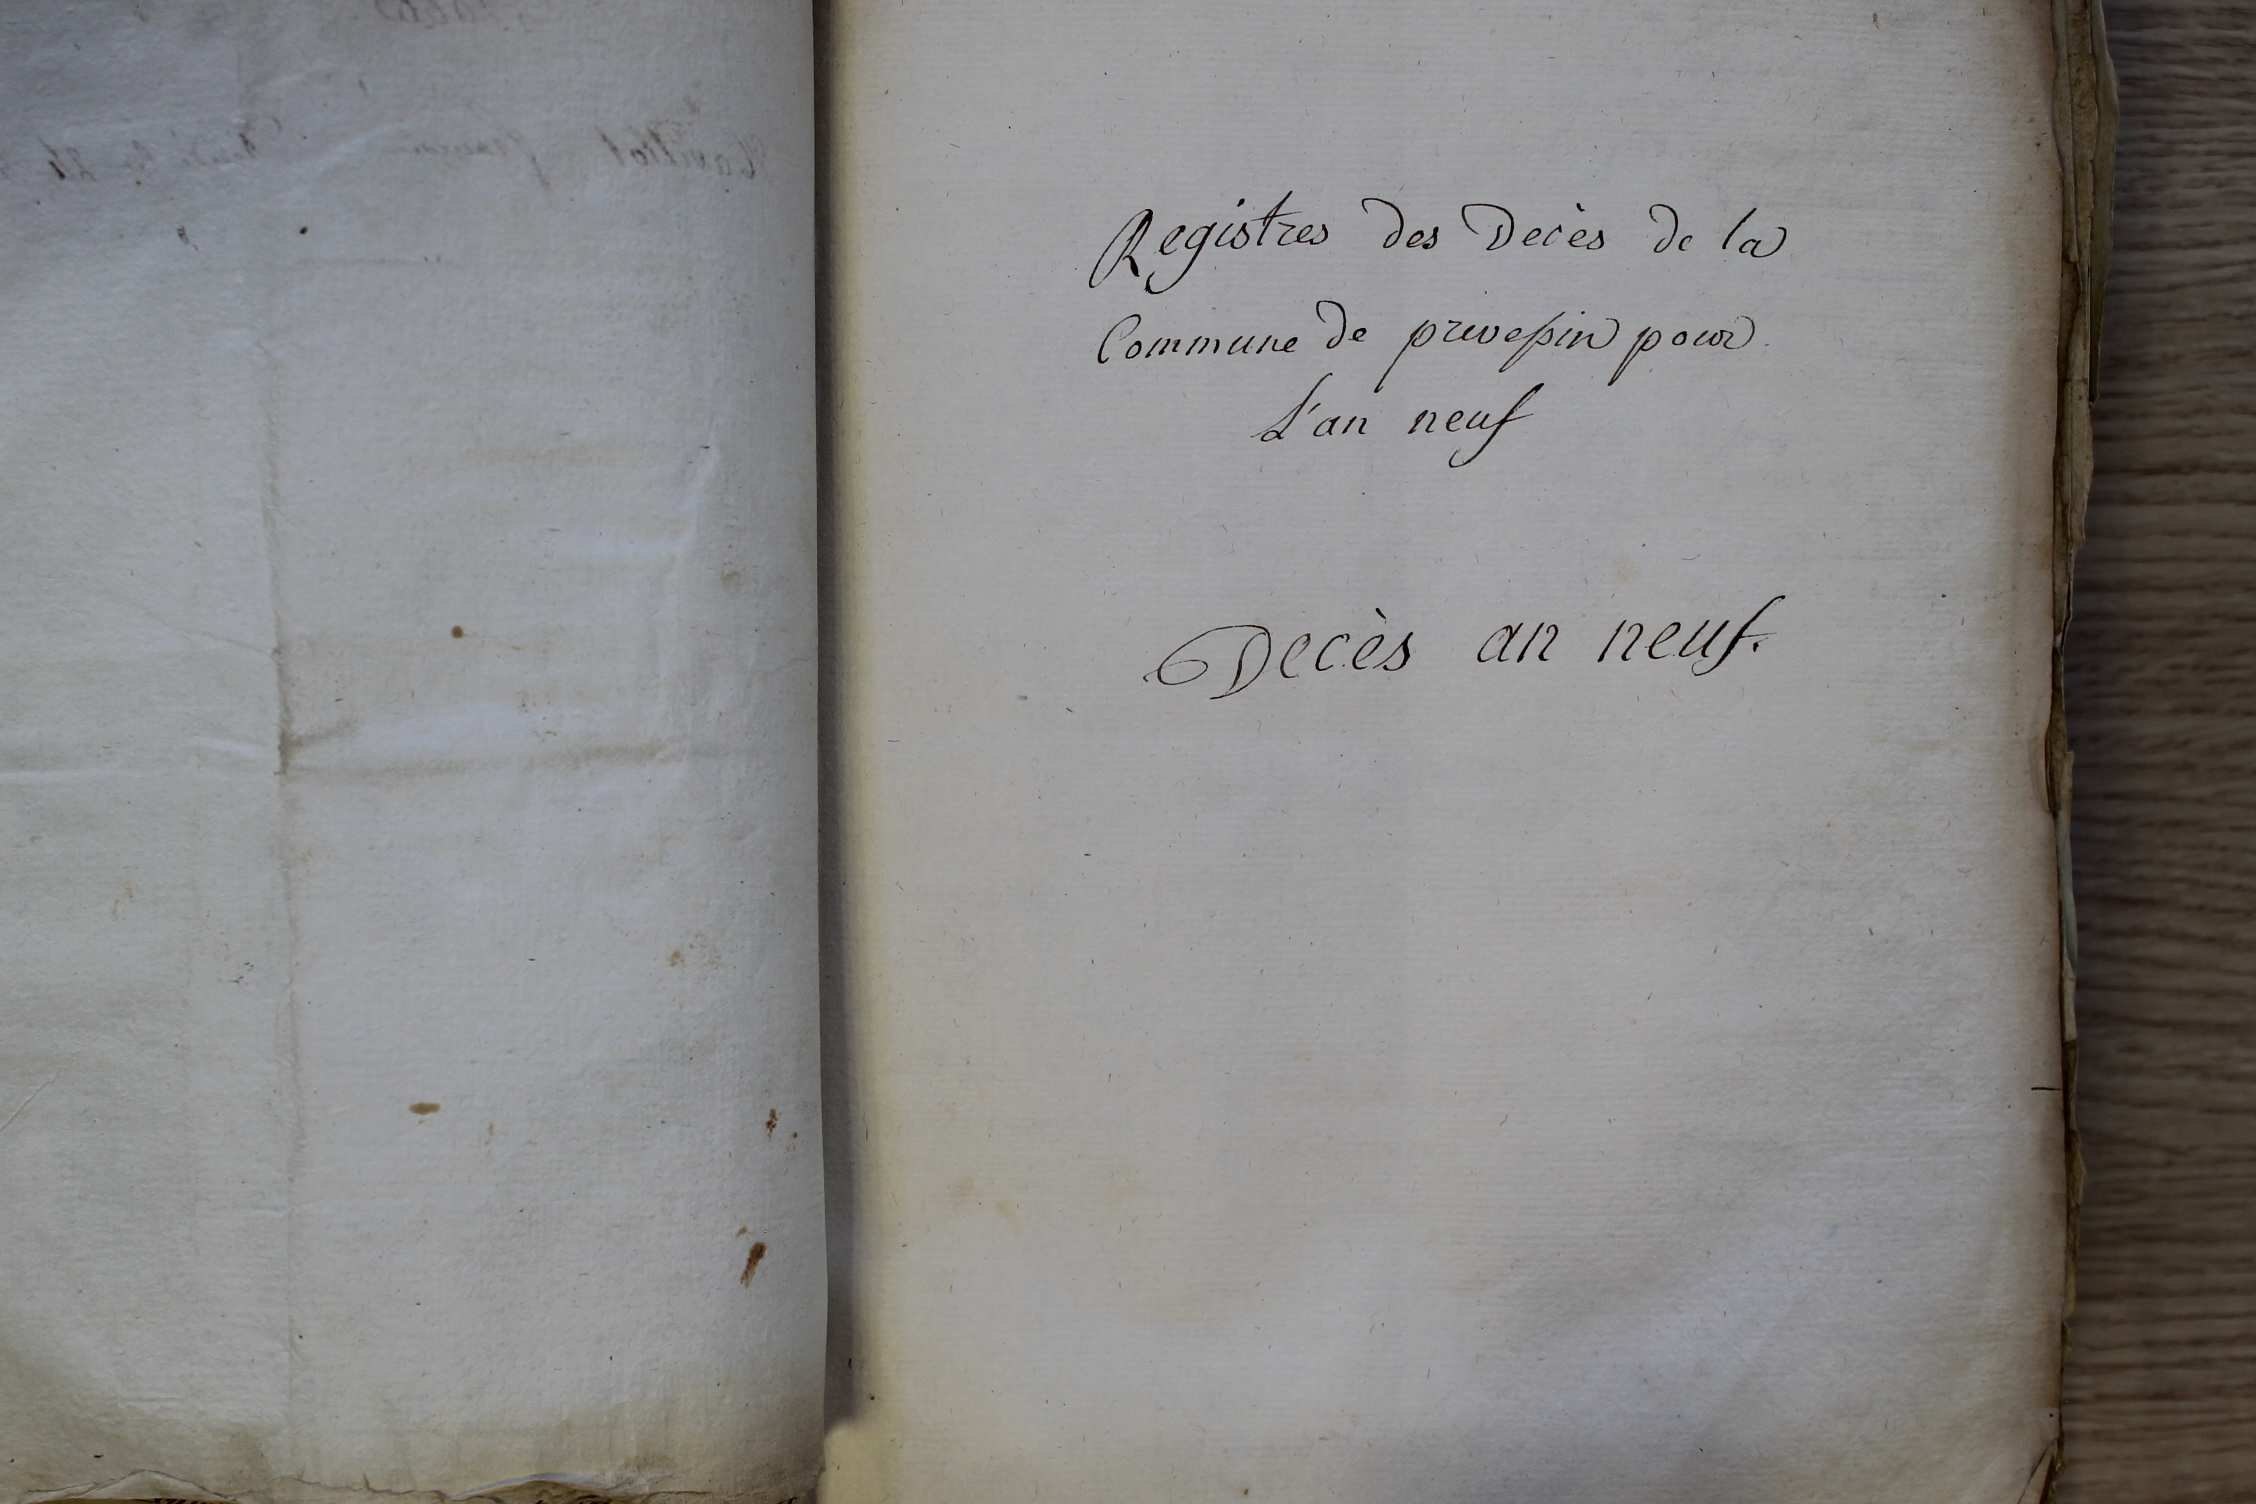 Registres des Decès de la
Commune de prevessin pour
L'an neuf
Decès an neuf.